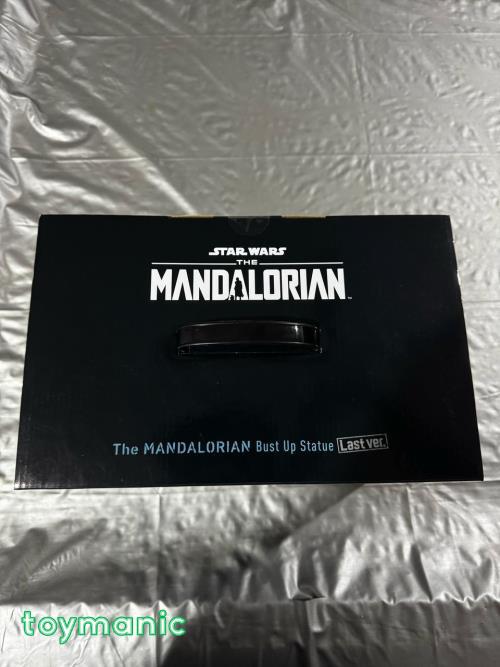 STAR WARS
THE
MANDALORIAN
The MANDALORIAN Bust Up Statue Last ver.
toymanic